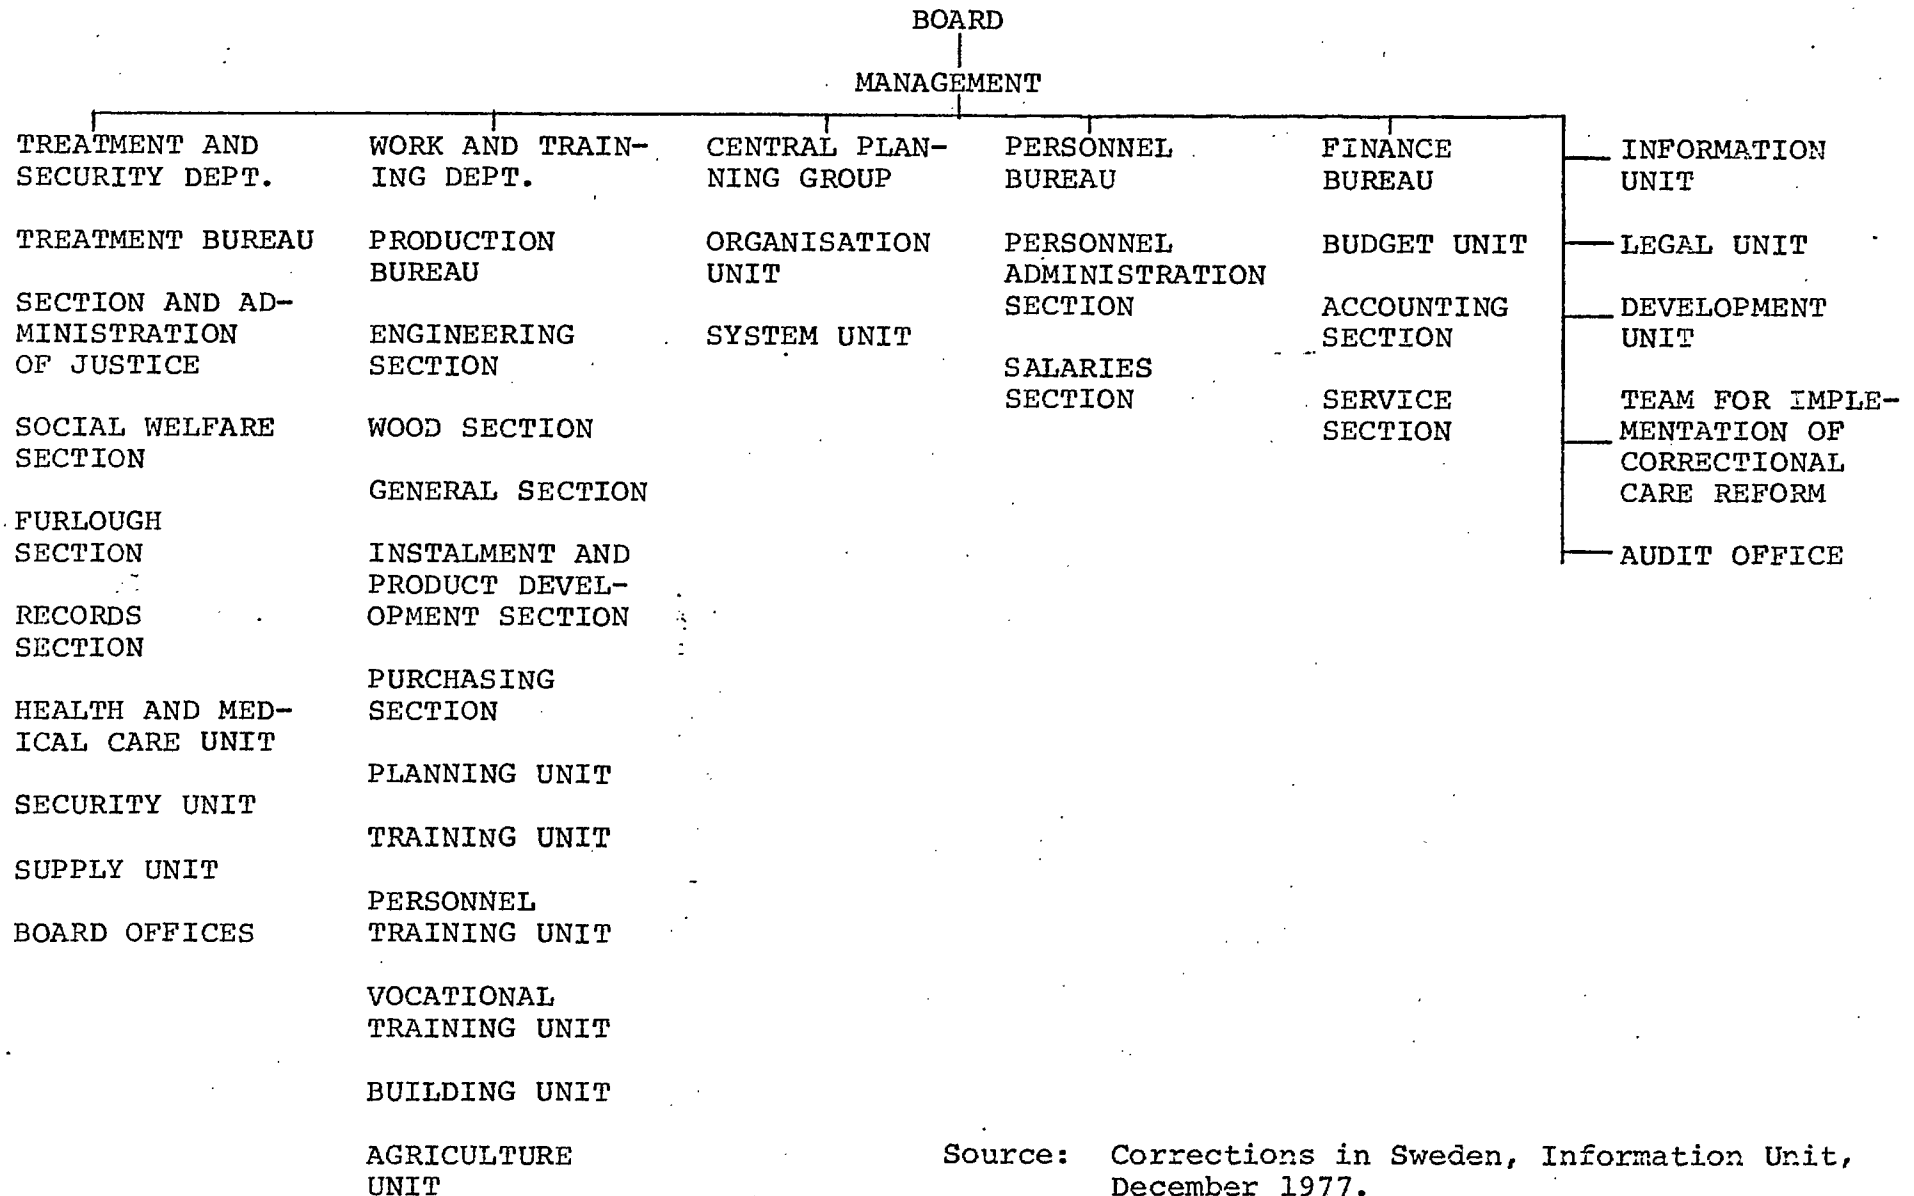 BOARD
MANAGEMENT
TREATMENT AND
SECURITY DEPT.
TREATMENT BUREAU
SECTION AND AD-
MINISTRATION
OF JUSTICE
SOCIAL WELFARE
SECTION
FURLOUGH
SECTION
RECORDS
SECTION
HEALTH AND MED-
ICAL CARE UNIT
SECURITY UNIT
SUPPLY UNIT
BOARD OFFICES
WORK AND TRAIN-
ING DEPT.
PRODUCTION
BUREAU
ENGINEERING
SECTION
WOOD SECTION
GENERAL SECTION
INSTALMENT AND
PRODUCT DEVEL-
OPMENT SECTION
PURCHASING
SECTION
PLANNING UNIT
TRAINING UNIT
PERSONNEL
TRAINING UNIT
VOCATIONAL
TRAINING UNIT
BUILDING UNIT
AGRICULTURE
UNIT
CENTRAL PLAN-
NING GROUP
ORGANISATION
UNIT
SYSTEM UNIT
PERSONNEL
BUREAU
PERSONNEL
ADMINISTRATION
SECTION
SALARIES
SECTION
FINANCE
BUREAU
BUDGET UNIT
ACCOUNTING
SECTION
SERVICE
SECTION
INFORMATION
UNIT
LEGAL UNIT
DEVELOPMENT
UNIT
TEAM FOR IMPLE-
MENTATION OF
CORRECTIONAL
CARE REFORM
AUDIT OFFICE
Source: Corrections in Sweden, Information Unit,
December 1977.